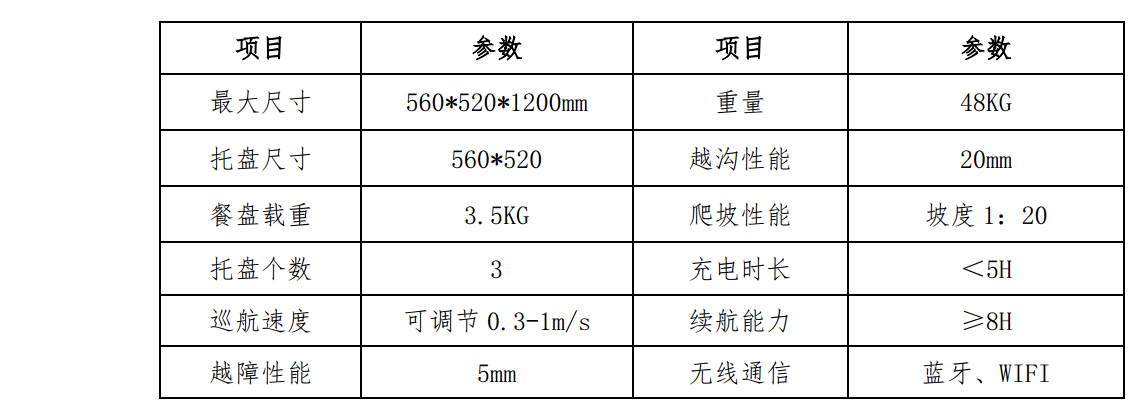 项目 参数 项目 参数
最大尺寸 560*520*1200mm 重量 48KG
托盘尺寸 560*520 越沟性能 20mm
餐盘载重 3.5KG 爬坡性能 坡度1：20
托盘个数 3 充电时长 ＜5H
巡航速度 可调节0.3-1m/s 续航能力 ≥8H
越障性能 5mm 无线通信 蓝牙、WIFI